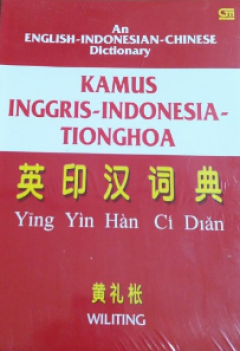 An
ENGLISH-INDONESIAN-CHINESE
Dictionary
KAMUS
INGGRIS-INDONESIA-
TIONGHOA
英印汉词典
Yīng Yìn Hàn Cí Diǎn
黄礼枨
WILITING